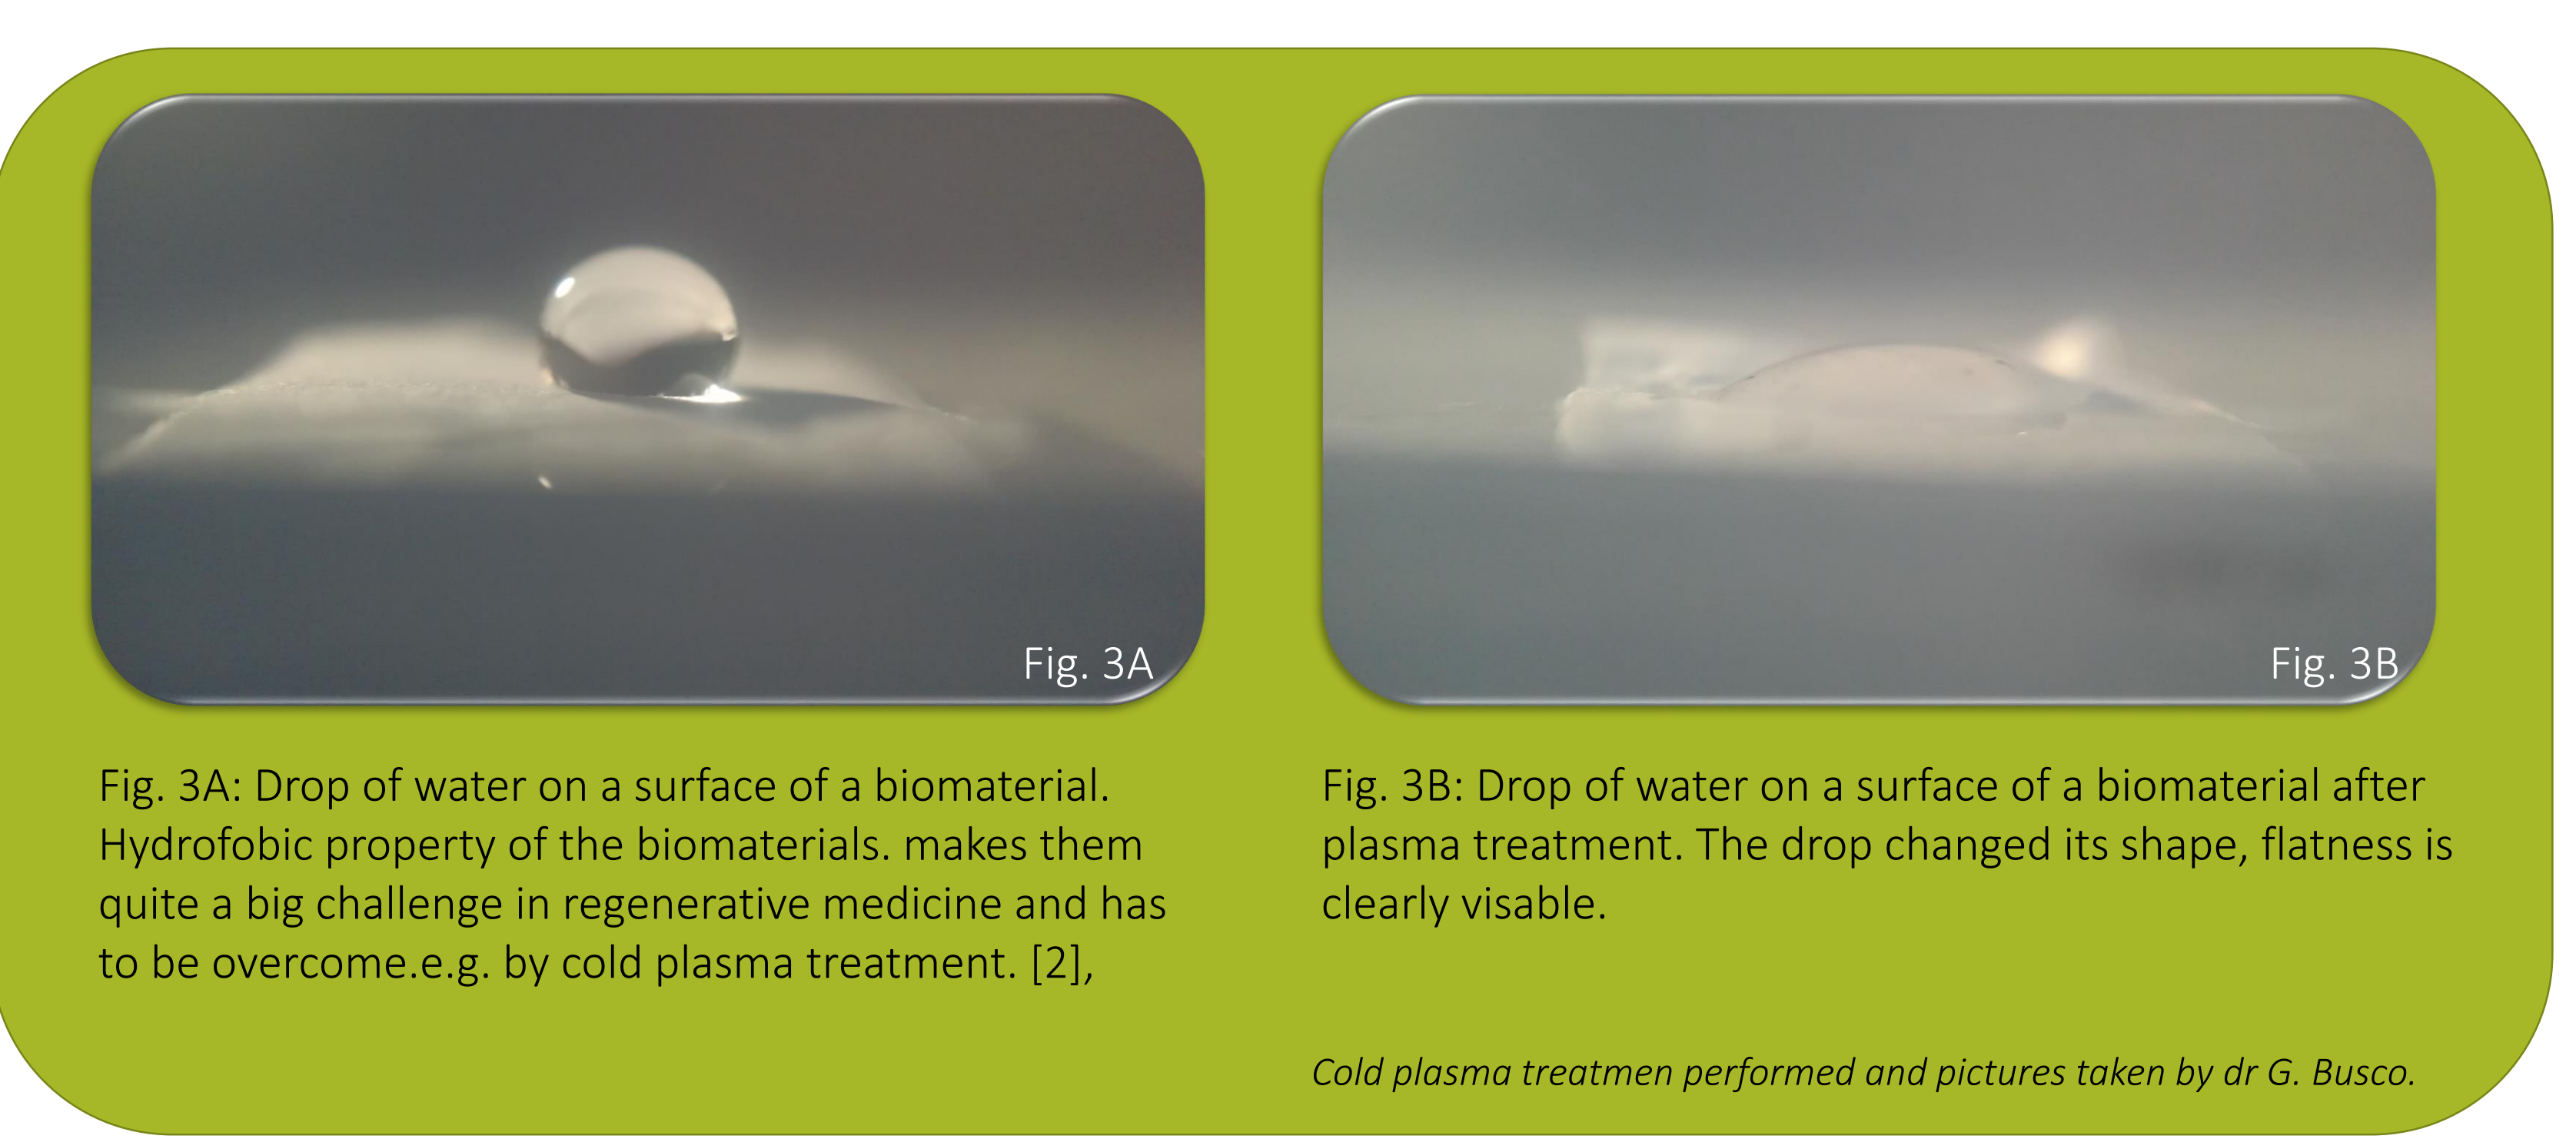 Fig. 3A
Fig. 3B
Fig. 3A: Drop of water on a surface of a biomaterial.
Hydrofobic property of the biomaterials. makes them
quite a big challenge in regenerative medicine and has
to be overcome.e.g. by cold plasma treatment. [2],
Fig. 3B: Drop of water on a surface of a biomaterial after
plasma treatment. The drop changed its shape, flatness is
clearly visable.
Cold plasma treatmen performed and pictures taken by dr G. Busco.